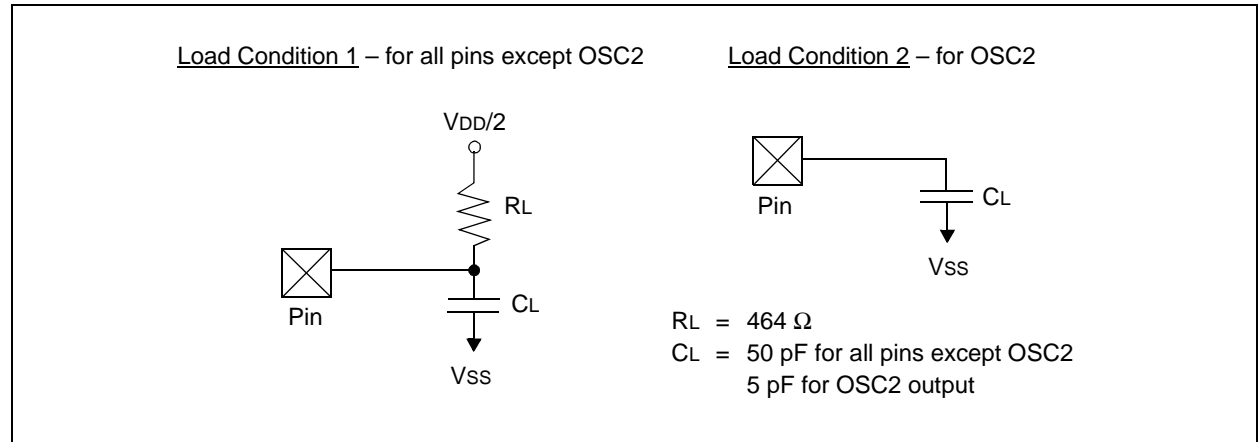 Load Condition 1 – for all pins except OSC2
VDD/2
RL
Pin
CL
VSS
Load Condition 2 – for OSC2
Pin
CL
VSS
RL = 464 Ω
CL = 50 pF for all pins except OSC2
5 pF for OSC2 output